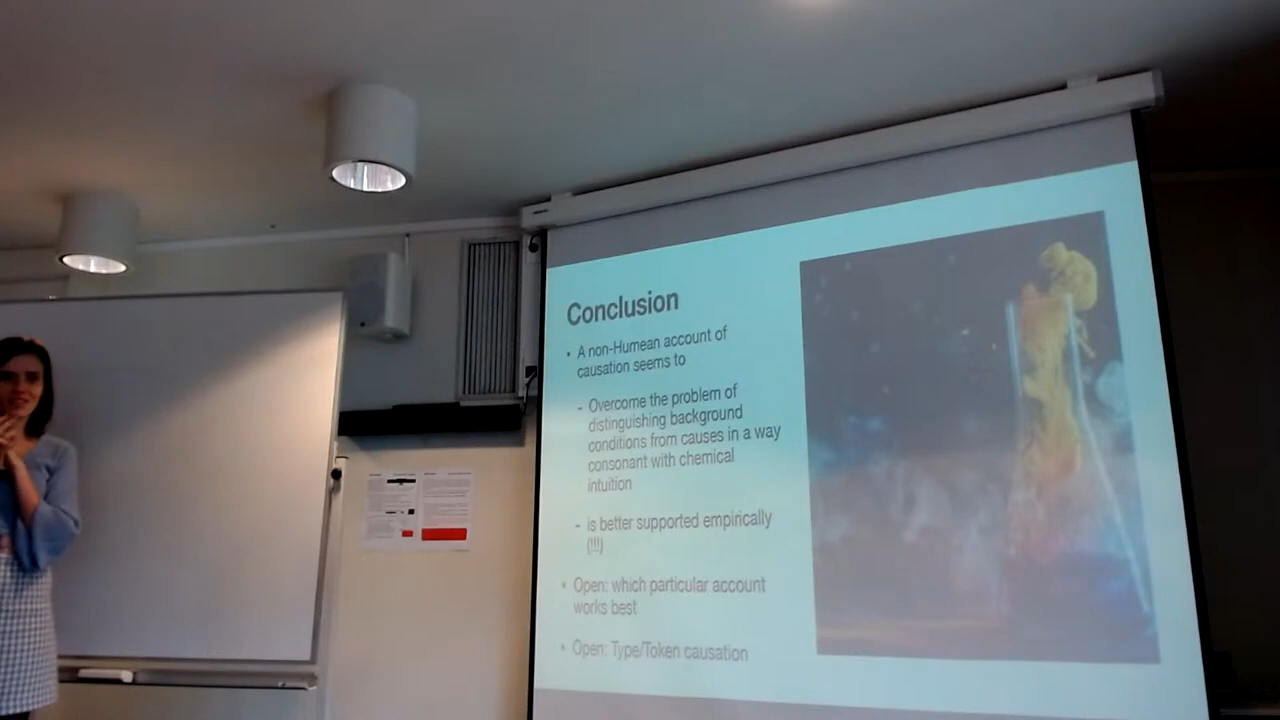 Conclusion
• A non-Humean account of
causation seems to
- Overcome the problem of
distinguishing background
conditions from causes in a way
consonant with chemical
intuition
- is better supported empirically
(!!!)
• Open: which particular account
works best
• Open: Type/Token causation